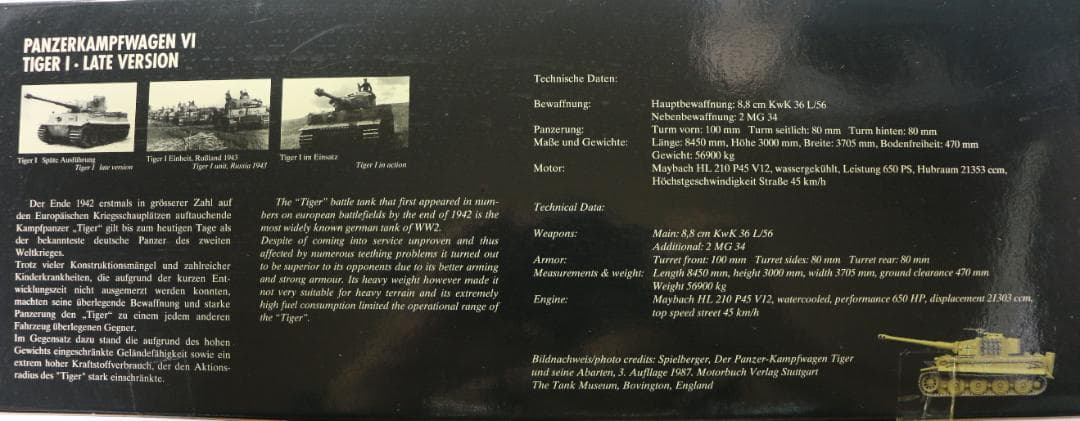 PANZERKAMPFWAGEN VI
TIGER I · LATE VERSION
Tiger I Späte Ausführung
Tiger I late version
Tiger I Einheit, Rußland 1943
Tiger I unit, Russia 1943
Tiger I im Einsatz
Tiger I in action
Der Ende 1942 erstmals in grösserer Zahl auf
den Europäischen Kriegsschauplätzen auftauchende
Kampfpanzer „Tiger" gilt bis zum heutigen Tage als
der bekannteste deutsche Panzer des zweiten
Weltkrieges.
Trotz vieler Konstruktionsmängel und zahlreicher
Kinderkrankheiten, die aufgrund der kurzen Ent-
wicklungszeit nicht ausgemerzt werden konnten,
machten seine überlegende Bewaffnung und starke
Panzerung den „Tiger" zu einem jedem anderen
Fahrzeug überlegenen Gegner.
Im Gegensatz dazu stand die aufgrund des hohen
Gewichts eingeschränkte Geländefähigkeit sowie ein
extrem hoher Kraftstoffverbrauch, der den Aktions-
radius des "Tiger" stark einschränkte.
The "Tiger" battle tank that first appeared in num-
bers on european battlefields by the end of 1942 is the
most widely known german tank of WW2.
Despite of coming into service unproven and thus
affected by numerous teething problems it turned out
to be superior to its opponents due to its better arming
and strong armour. Its heavy weight however made it
not very suitable for heavy terrain and its extremely
high fuel consumption limited the operational range of
the "Tiger".
Technische Daten:
Bewaffnung: Hauptbewaffnung: 8,8 cm KwK 36 L/56
Nebenbewaffnung: 2 MG 34
Panzerung: Turm vorn: 100 mm Turm seitlich: 80 mm Turm hinten: 80 mm
Maße und Gewichte: Länge: 8450 mm, Höhe 3000 mm, Breite: 3705 mm, Bodenfreiheit: 470 mm
Gewicht: 56900 kg
Motor: Maybach HL 210 P45 V12, wassergekühlt, Leistung 650 PS, Hubraum 21353 ccm,
Höchstgeschwindigkeit Straße 45 km/h
Technical Data:
Weapons: Main: 8,8 cm KwK 36 L/56
Additional: 2 MG 34
Armor: Turret front: 100 mm Turret sides: 80 mm Turret rear: 80 mm
Measurements & weight: Length 8450 mm, height 3000 mm, width 3705 mm, ground clearance 470 mm
Weight 56900 kg
Engine: Maybach HL 210 P45 V12, watercooled, performance 650 HP, displacement 21303 ccm,
top speed street 45 km/h
Bildnachweis/photo credits: Spielberger, Der Panzer-Kampfwagen Tiger
und seine Abarten, 3. Auflage 1987. Motorbuch Verlag Stuttgart
The Tank Museum, Bovington, England